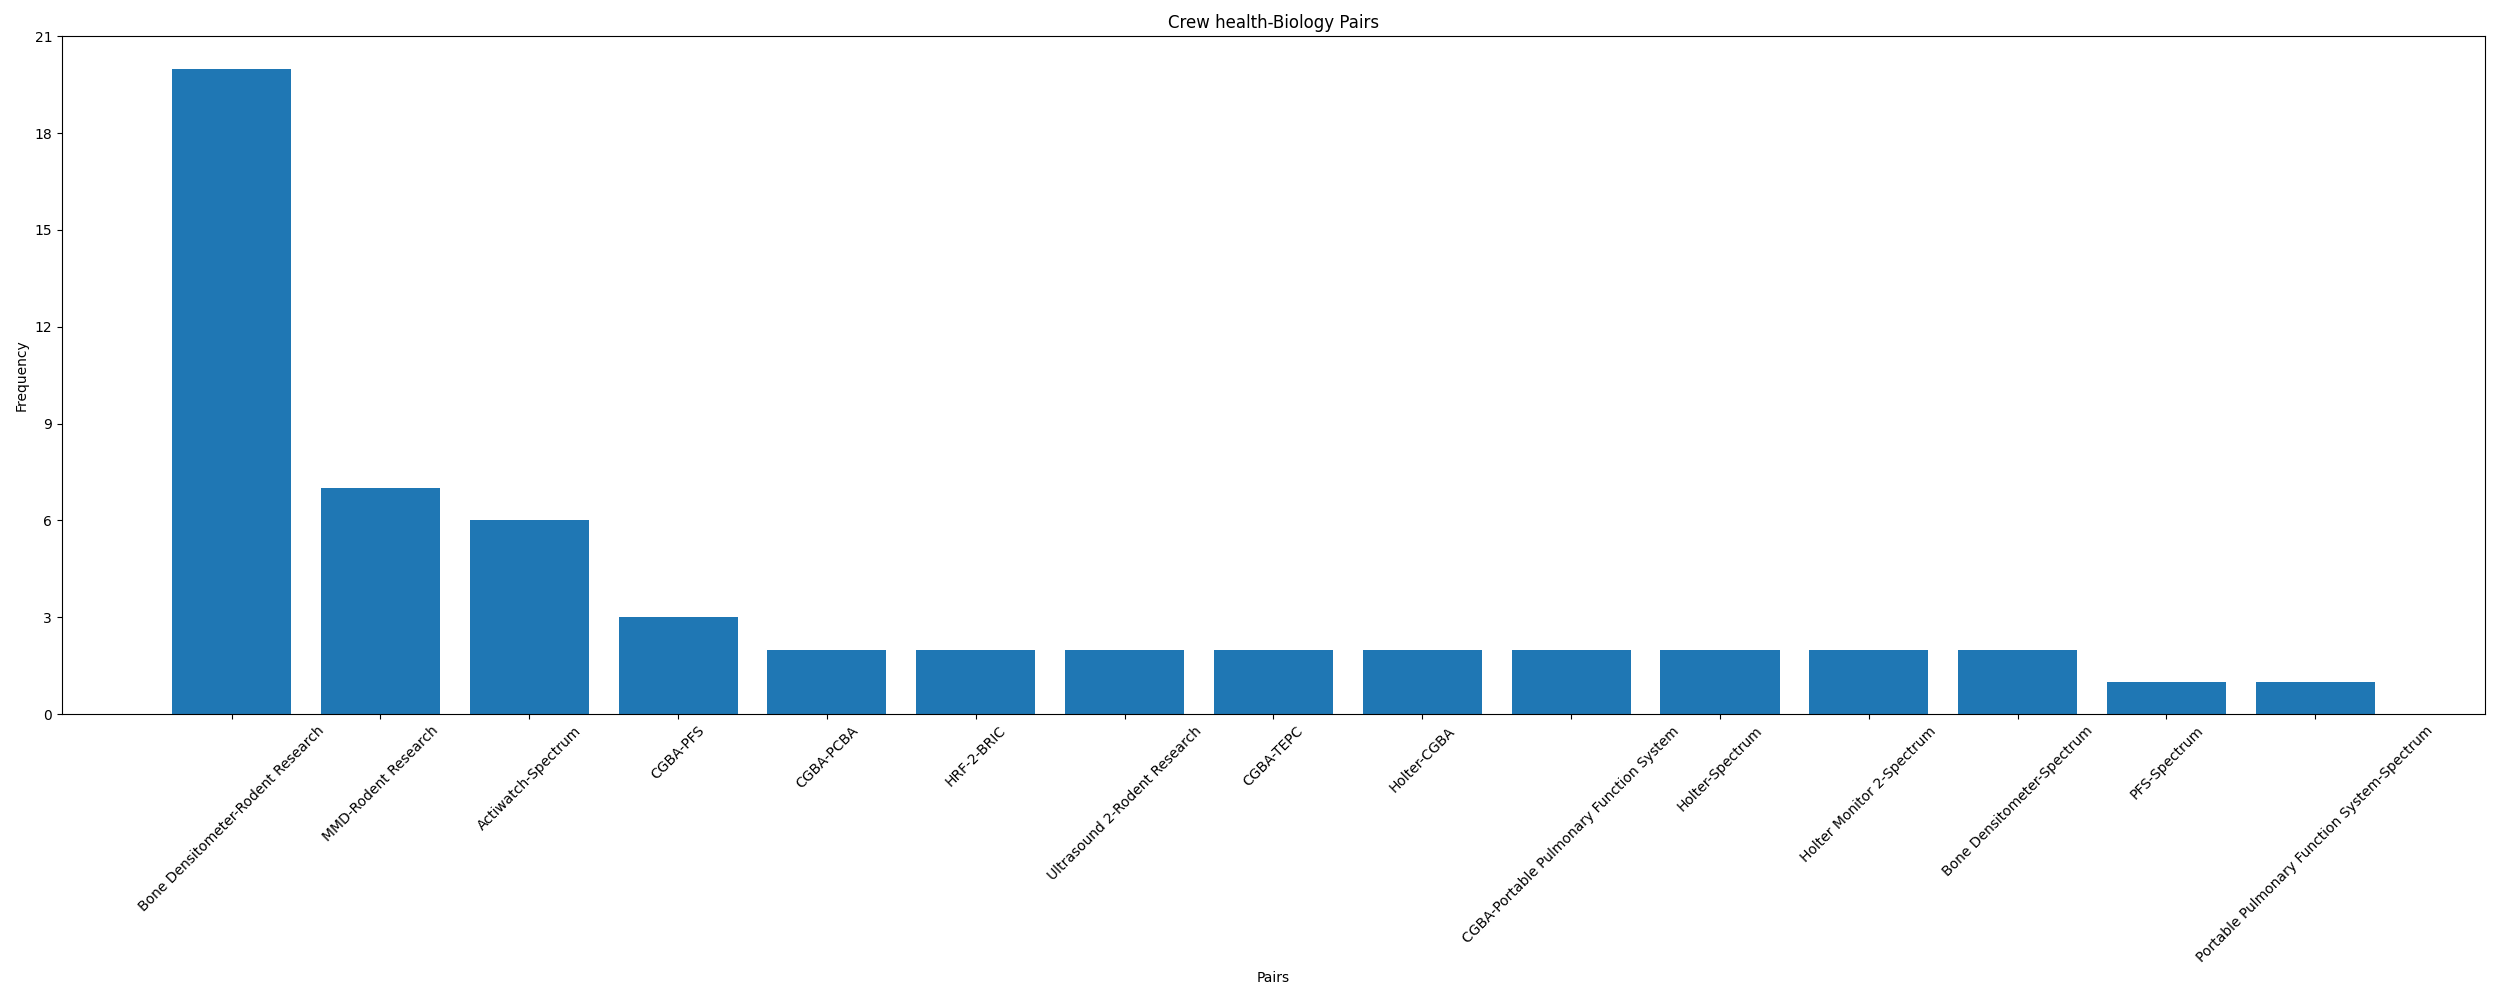 Crew health-Biology Pairs
21
18
15
12
9
6
3
0
Frequency
Bone Densitometer-Rodent Research
MMD-Rodent Research
Actiwatch-Spectrum
CGBA-PFS
CGBA-PCBA
HRF-2-BRIC
Ultrasound 2-Rodent Research
CGBA-TEPC
Holter-CGBA
CGBA-Portable Pulmonary Function System
Holter-Spectrum
Holter Monitor 2-Spectrum
Bone Densitometer-Spectrum
PFS-Spectrum
Portable Pulmonary Function System-Spectrum
Pairs